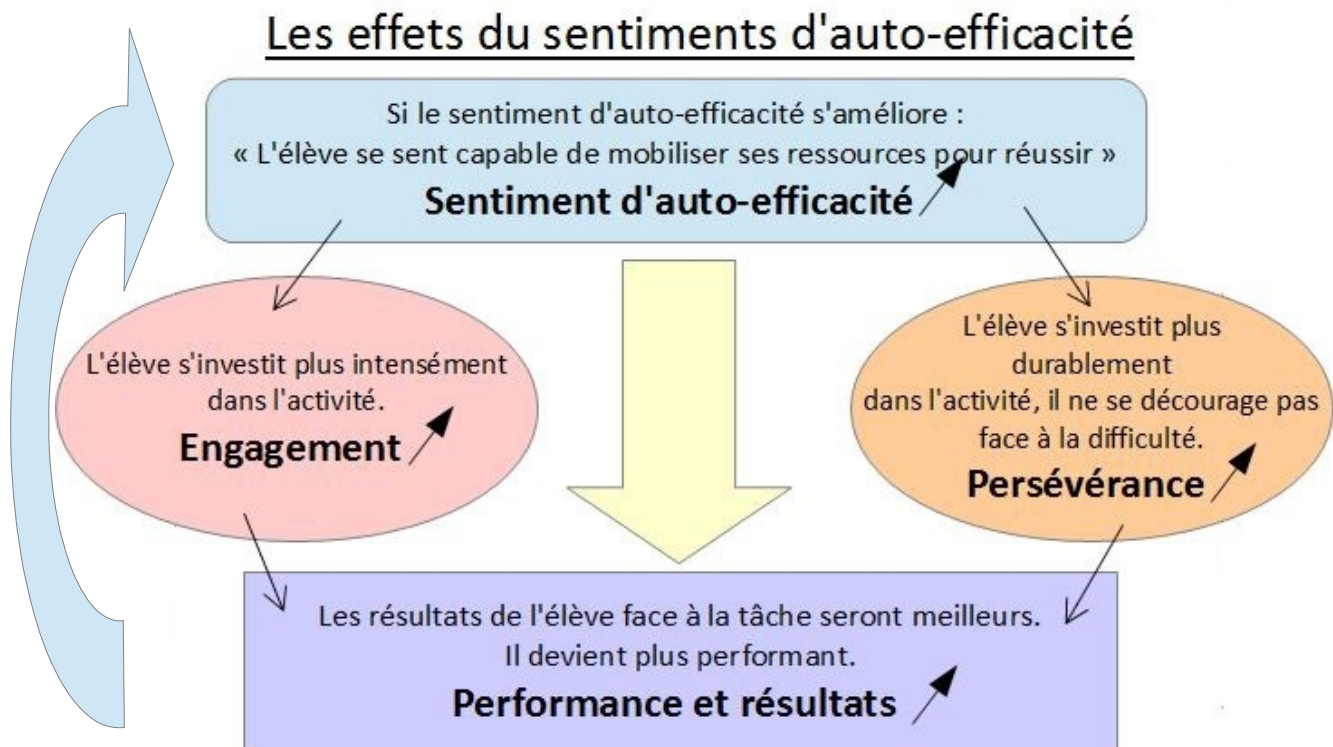 Les effets du sentiments d'auto-efficacité
Si le sentiment d'auto-efficacité s'améliore :
« L'élève se sent capable de mobiliser ses ressources pour réussir »
Sentiment d'auto-efficacité
L'élève s'investit plus intensément
dans l'activité.
Engagement
L'élève s'investit plus
durablement
dans l'activité, il ne se décourage pas
face à la difficulté.
Persévérance
Les résultats de l'élève face à la tâche seront meilleurs.
Il devient plus performant.
Performance et résultats